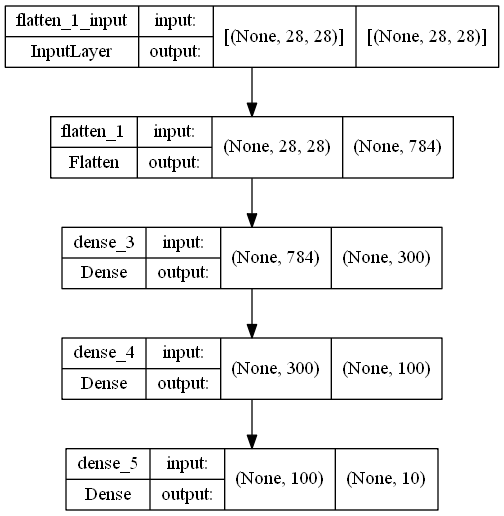 flatten_1_input input: [(None, 28, 28)] [(None, 28, 28)]
InputLayer output:
flatten_1 input: (None, 28, 28) (None, 784)
Flatten output:
dense_3 input: (None, 784) (None, 300)
Dense output:
dense_4 input: (None, 300) (None, 100)
Dense output:
dense_5 input: (None, 100) (None, 10)
Dense output: